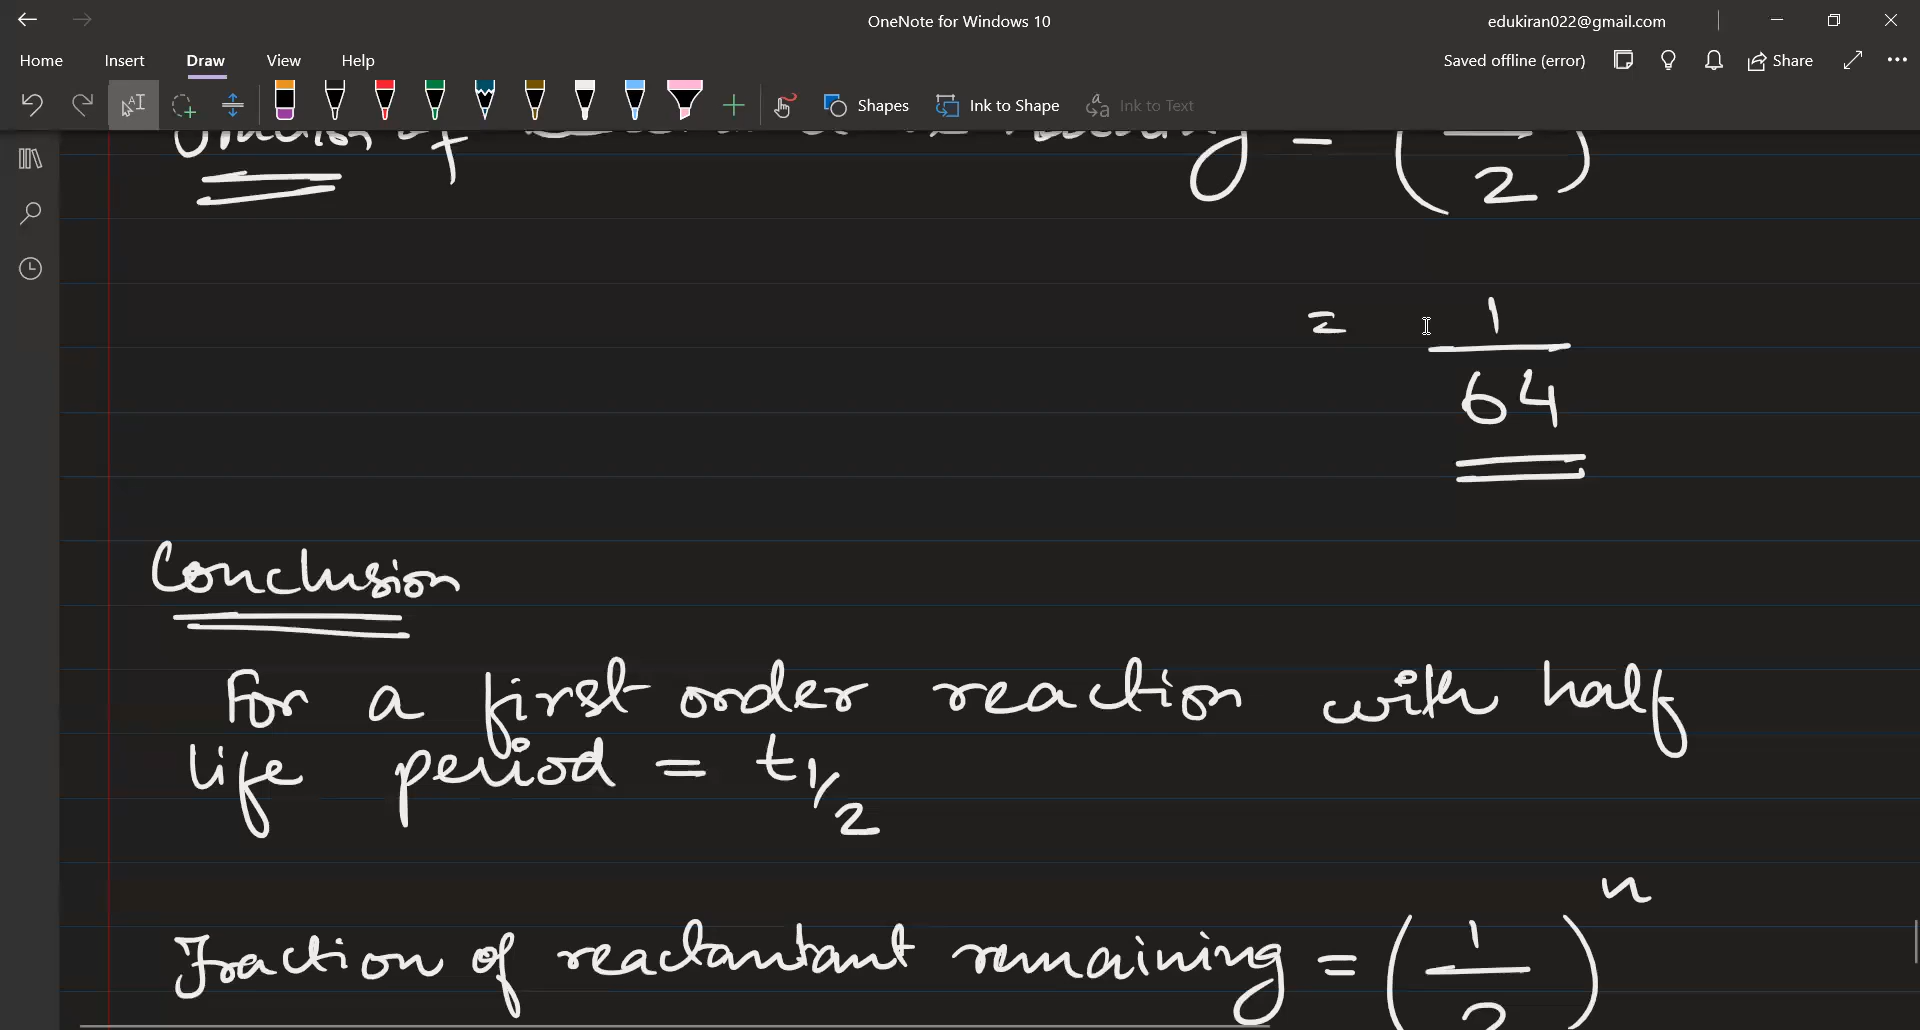 OneNote for Windows 10
edukiran022@gmail.com
Home Insert Draw View Help
Saved offline (error) Share
Shapes Ink to Shape Ink to Text
= ( 2 )
= 1
64
Conclusion
For a first order reaction with half
life period = t1/2
n
Fraction of reactantant remaining = ( 1
2 )